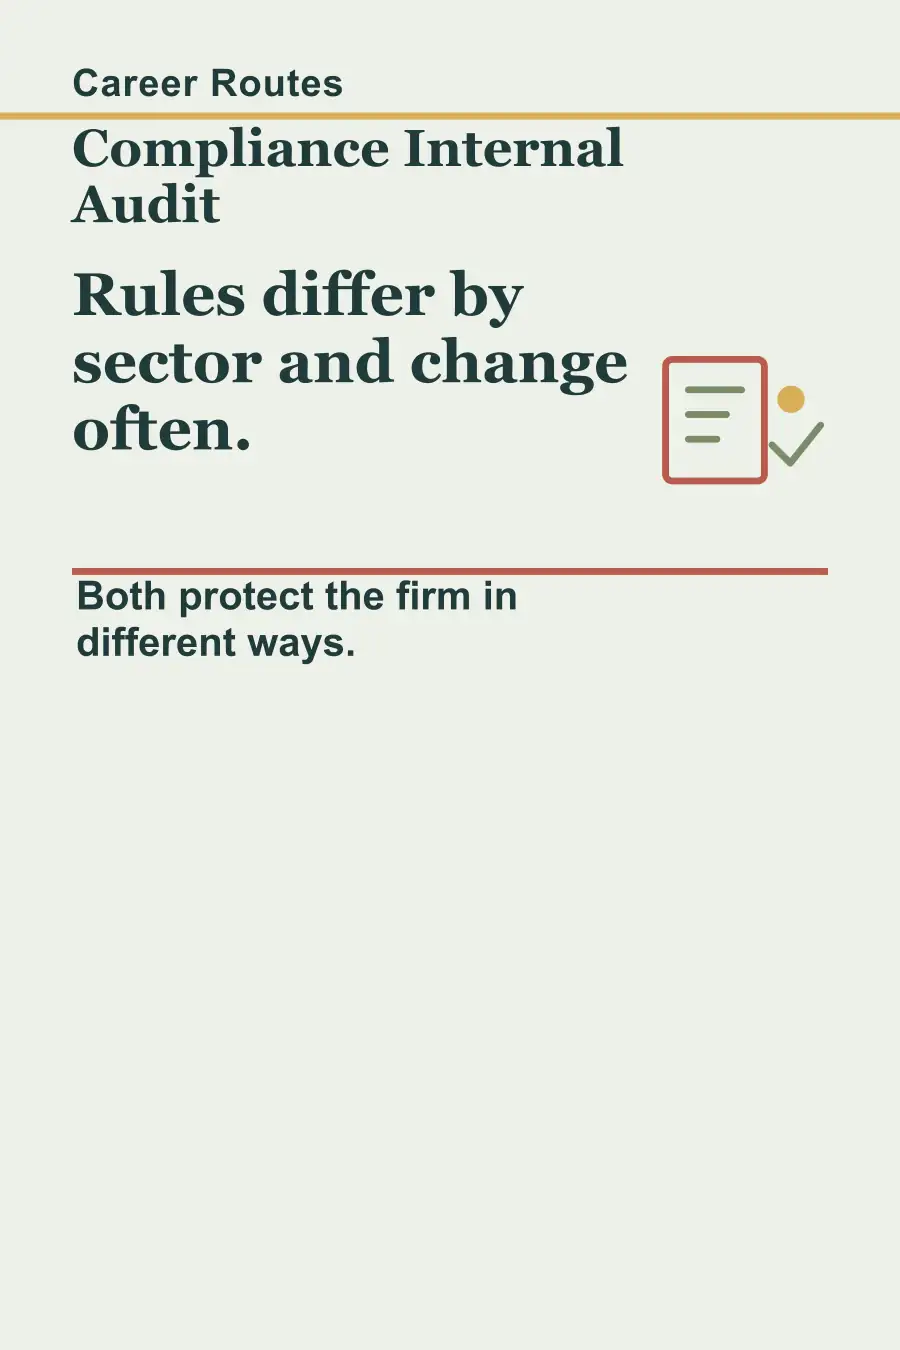 Career Routes
Compliance Internal
Audit
Rules differ by
sector and change
often.
Both protect the firm in
different ways.